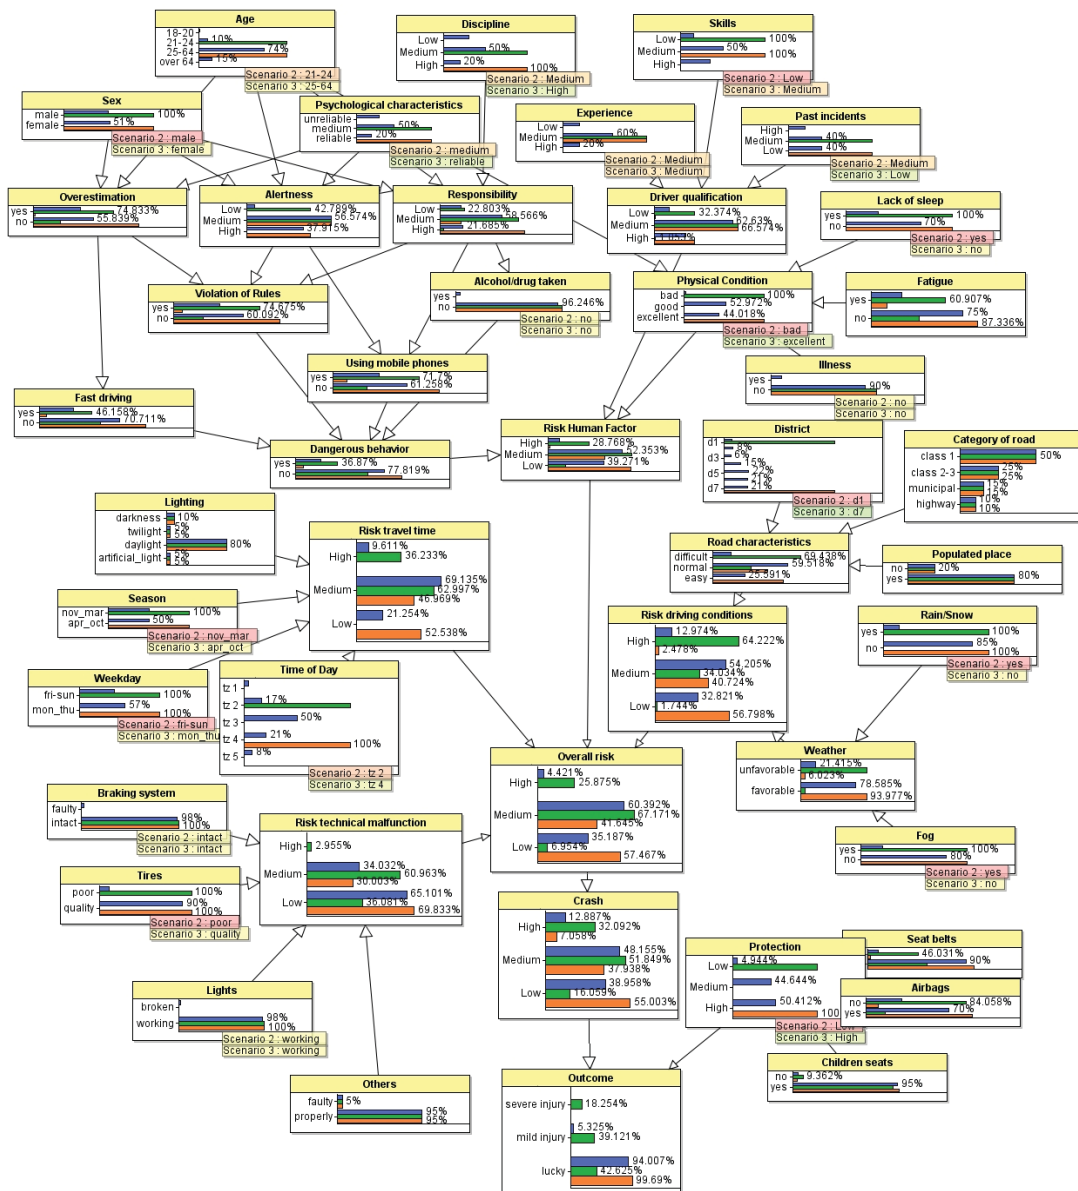 Age
18-20
21-24
10%
25-64
74%
over 64
15%
Scenario 2 : 21-24
Scenario 3 : 25-64
Discipline
Low
Medium
50%
High
20%
100%
Scenario 2 : Medium
Scenario 3 : High
Skills
Low
100%
Medium
50%
100%
High
Scenario 2 : Low
Scenario 3 : Medium
Sex
male
100%
female
51%
Scenario 2 : male
Scenario 3 : female
Psychological characteristics
unreliable
medium
50%
reliable
20%
Scenario 2 : medium
Scenario 3 : reliable
Experience
Low
Medium
60%
High
20%
Scenario 2 : Medium
Scenario 3 : Medium
Past incidents
High
Medium
40%
Low
40%
Scenario 2 : Medium
Scenario 3 : Low
Overestimation
yes
74.833%
no
55.839%
Alertness
Low
42.789%
Medium
56.574%
High
37.915%
Responsibility
Low
22.803%
Medium
58.566%
High
21.685%
Driver qualification
Low
32.374%
Medium
62.63%
66.574%
High
Lack of sleep
yes
100%
no
70%
Scenario 2 : yes
Scenario 3 : no
Violation of Rules
yes
74.675%
no
60.092%
Alcohol/drug taken
yes
no
96.246%
Scenario 2 : no
Scenario 3 : no
Physical Condition
bad
100%
good
52.972%
excellent
44.018%
Scenario 2 : bad
Scenario 3 : excellent
Fatigue
yes
60.907%
no
75%
87.336%
Using mobile phones
yes
71.7%
no
61.258%
Illness
yes
no
90%
Scenario 2 : no
Scenario 3 : no
Fast driving
yes
46.158%
no
70.711%
Dangerous behavior
yes
36.87%
no
77.819%
Risk Human Factor
High
28.768%
Medium
52.353%
Low
39.271%
District
d1
8%
d3
6%
15%
d5
22%
21%
d7
21%
Scenario 2 : d1
Scenario 3 : d7
Category of road
class 1
50%
class 2-3
25%
25%
municipal
15%
15%
highway
10%
10%
Lighting
darkness
10%
twilight
5%
5%
daylight
80%
artificial_light
5%
5%
Risk travel time
High
9.611%
36.233%
Medium
69.135%
62.997%
46.969%
Low
21.254%
52.538%
Road characteristics
difficult
69.438%
normal
59.518%
easy
25.591%
Populated place
no
20%
yes
80%
Season
nov_mar
100%
apr_oct
50%
Scenario 2 : nov_mar
Scenario 3 : apr_oct
Risk driving conditions
High
12.974%
64.222%
2.478%
Medium
54.205%
34.034%
40.724%
Low
32.821%
1.744%
56.798%
Rain/Snow
yes
100%
no
85%
100%
Scenario 2 : yes
Scenario 3 : no
Weekday
fri-sun
100%
mon_thu
57%
100%
Scenario 2 : fri-sun
Scenario 3 : mon_thu
Time of Day
tz 1
tz 2
17%
tz 3
50%
tz 4
21%
100%
tz 5
8%
Scenario 2 : tz 2
Scenario 3 : tz 4
Overall risk
High
4.421%
25.875%
Medium
60.392%
67.171%
41.645%
Low
35.187%
6.954%
57.467%
Weather
unfavorable
21.415%
6.023%
favorable
78.585%
93.977%
Braking system
faulty
intact
98%
100%
Scenario 2 : intact
Scenario 3 : intact
Risk technical malfunction
High
2.955%
Medium
34.032%
60.963%
30.003%
Low
65.101%
36.081%
69.833%
Fog
yes
100%
no
80%
Scenario 2 : yes
Scenario 3 : no
Tires
poor
100%
quality
90%
100%
Scenario 2 : poor
Scenario 3 : quality
Crash
High
12.887%
32.092%
7.058%
Medium
48.155%
51.849%
37.938%
Low
38.958%
16.059%
55.003%
Protection
Low
4.944%
Medium
44.644%
High
50.412%
100
Scenario 2 : Low
Scenario 3 : High
Seat belts
yes
46.031%
no
90%
Airbags
no
84.058%
yes
70%
Lights
broken
working
98%
100%
Scenario 2 : working
Scenario 3 : working
Children seats
no
9.362%
yes
95%
Others
faulty
5%
properly
95%
95%
Outcome
severe injury
18.254%
mild injury
5.325%
39.121%
lucky
94.007%
42.625%
99.69%